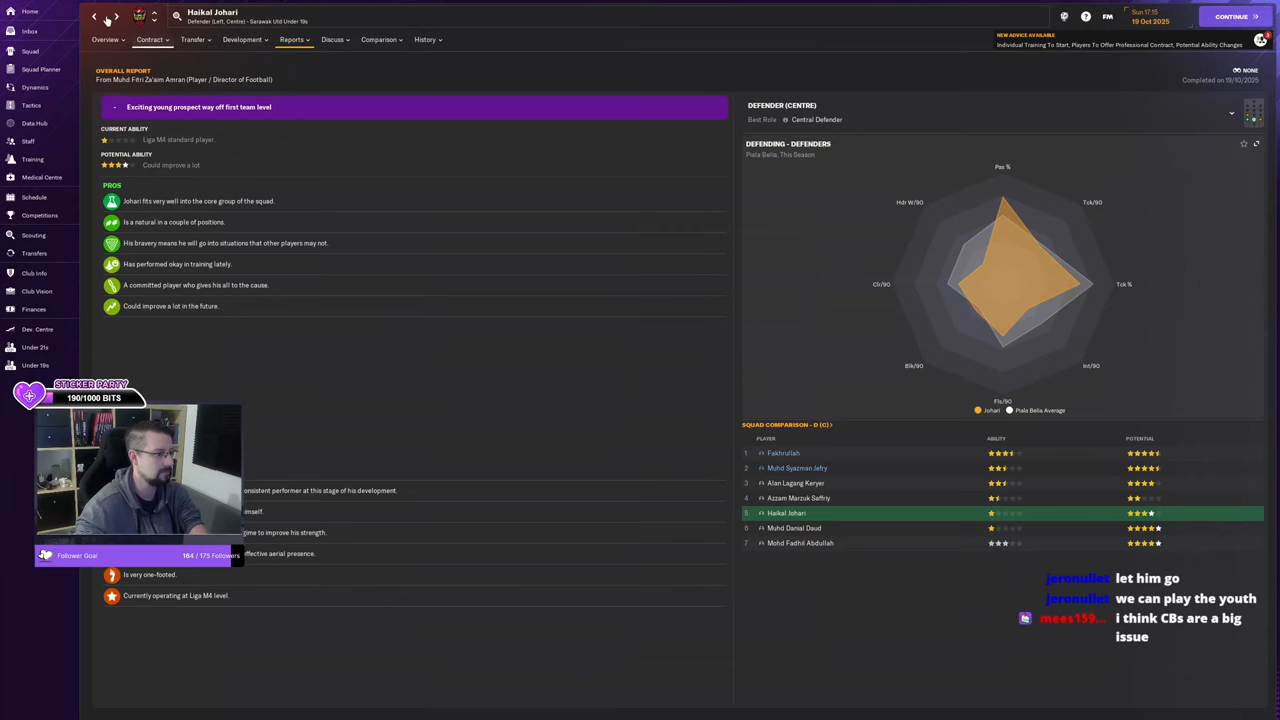 Home
Haikal Johari
Defender (Left, Centre) - Sarawak Utd Under 19s
FM
Sun 17:15
19 Oct 2025
CONTINUE
Inbox
Overview
Contract
Transfer
Development
Reports
Discuss
Comparison
History
NEW ADVICE AVAILABLE
Individual Training To Start, Players To Offer Professional Contract, Potential Ability Changes
Squad
Squad Planner
Dynamics
Tactics
Data Hub
Staff
Training
Medical Centre
Schedule
Competitions
Scouting
Transfers
Club Info
Club Vision
Finances
Dev. Centre
Under 21s
Under 19s
OVERALL REPORT
From Muhd Fitri Za'aim Amran (Player / Director of Football)
NONE
Completed on 19/10/2025
- Exciting young prospect way off first team level
CURRENT ABILITY
Liga M4 standard player.
POTENTIAL ABILITY
Could improve a lot
PROS
Johari fits very well into the core group of the squad.
Is a natural in a couple of positions.
His bravery means he will go into situations that other players may not.
Has performed okay in training lately.
A committed player who gives his all to the cause.
Could improve a lot in the future.
onsistent performer at this stage of his development.
imself.
gime to improve his strength.
effective aerial presence.
Is very one-footed.
Currently operating at Liga M4 level.
DEFENDER (CENTRE)
Best Role Central Defender
DEFENDING - DEFENDERS
Piala Belia, This Season
Pas %
Hdr W/90
Tck/90
Clr/90
Tck %
Blk/90
Int/90
Fls/90
Johari
Piala Belia Average
SQUAD COMPARISON - D (C)
PLAYER
ABILITY
POTENTIAL
1 Fakhrullah
2 Muhd Syazman Jefry
3 Alan Lagang Keryer
4 Azzam Marzuk Saffriy
5 Haikal Johari
6 Muhd Danial Daud
7 Mohd Fadhil Abdullah
STICKER PARTY
190/1000 BITS
Follower Goal
164 / 175 Followers
jeronullet let him go
jeronullet we can play the youth
mees159... i think CBs are a big
issue